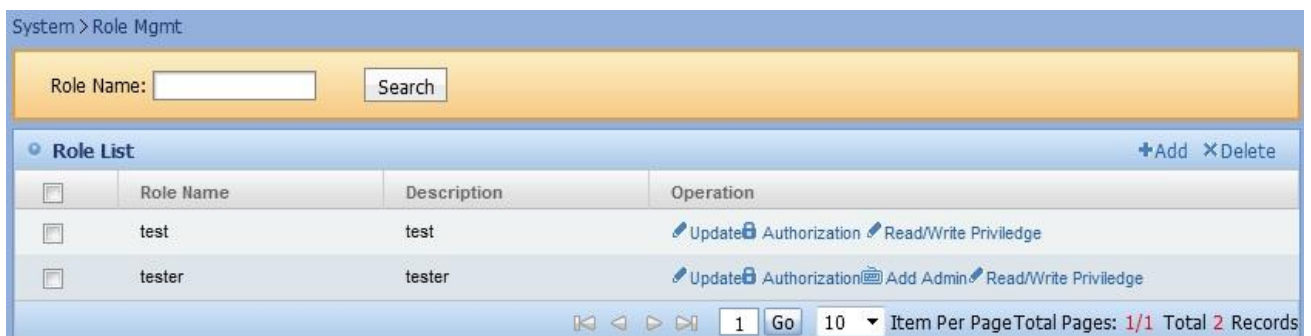 System > Role Mgmt
Role Name: Search
Role List +Add ×Delete
Role Name Description Operation
test test Update Authorization Read/Write Priviledge
tester tester Update Authorization Add Admin Read/Write Priviledge
1 Go 10 Item Per PageTotal Pages: 1/1 Total 2 Records